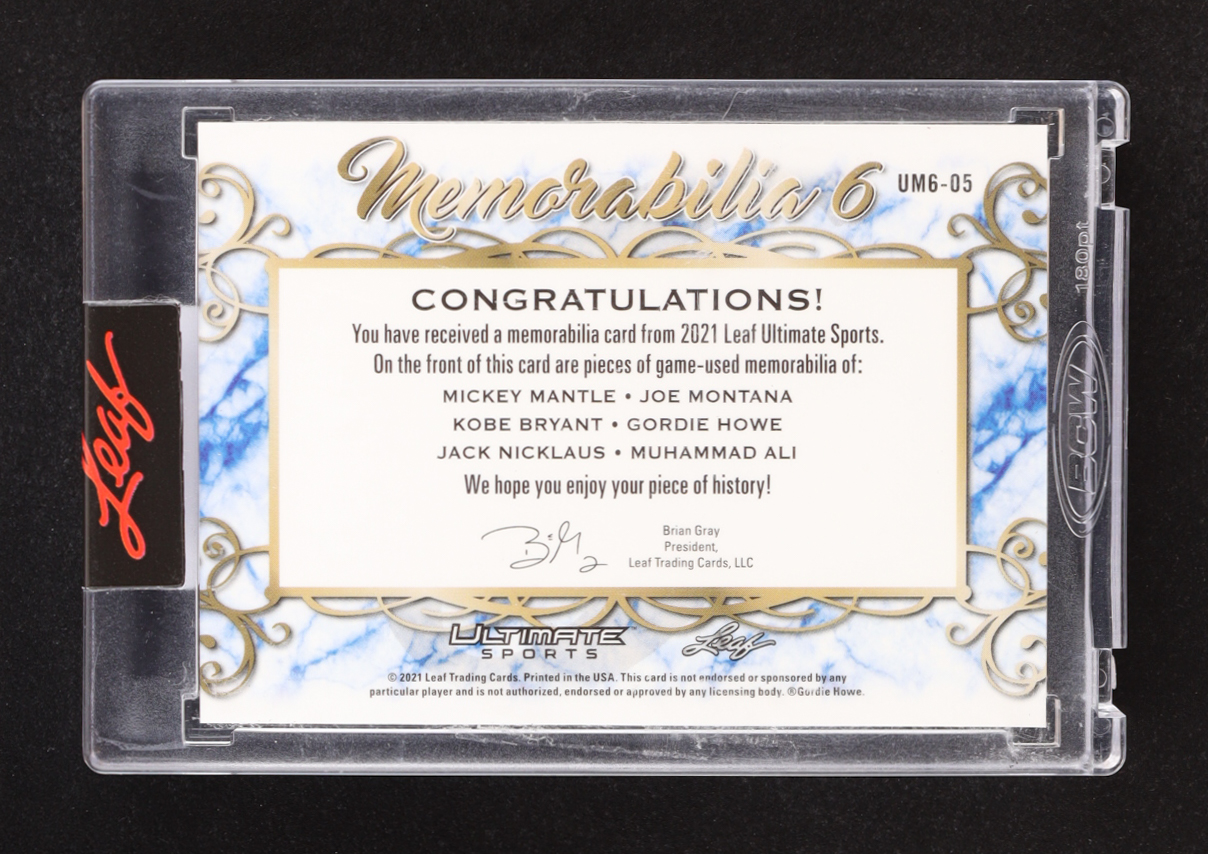 Memorabilia 6 UM6-05
CONGRATULATIONS!
You have received a memorabilia card from 2021 Leaf Ultimate Sports.
On the front of this card are pieces of game-used memorabilia of:
MICKEY MANTLE • JOE MONTANA
KOBE BRYANT • GORDIE HOWE
JACK NICKLAUS • MUHAMMAD ALI
We hope you enjoy your piece of history!
Brian Gray
President,
Leaf Trading Cards, LLC
ULTIMATE
SPORTS
Leaf
© 2021 Leaf Trading Cards. Printed in the USA. This card is not endorsed or sponsored by any
particular player and is not authorized, endorsed or approved by any licensing body. ®Gordie Howe.
Leaf
180pt
BCW